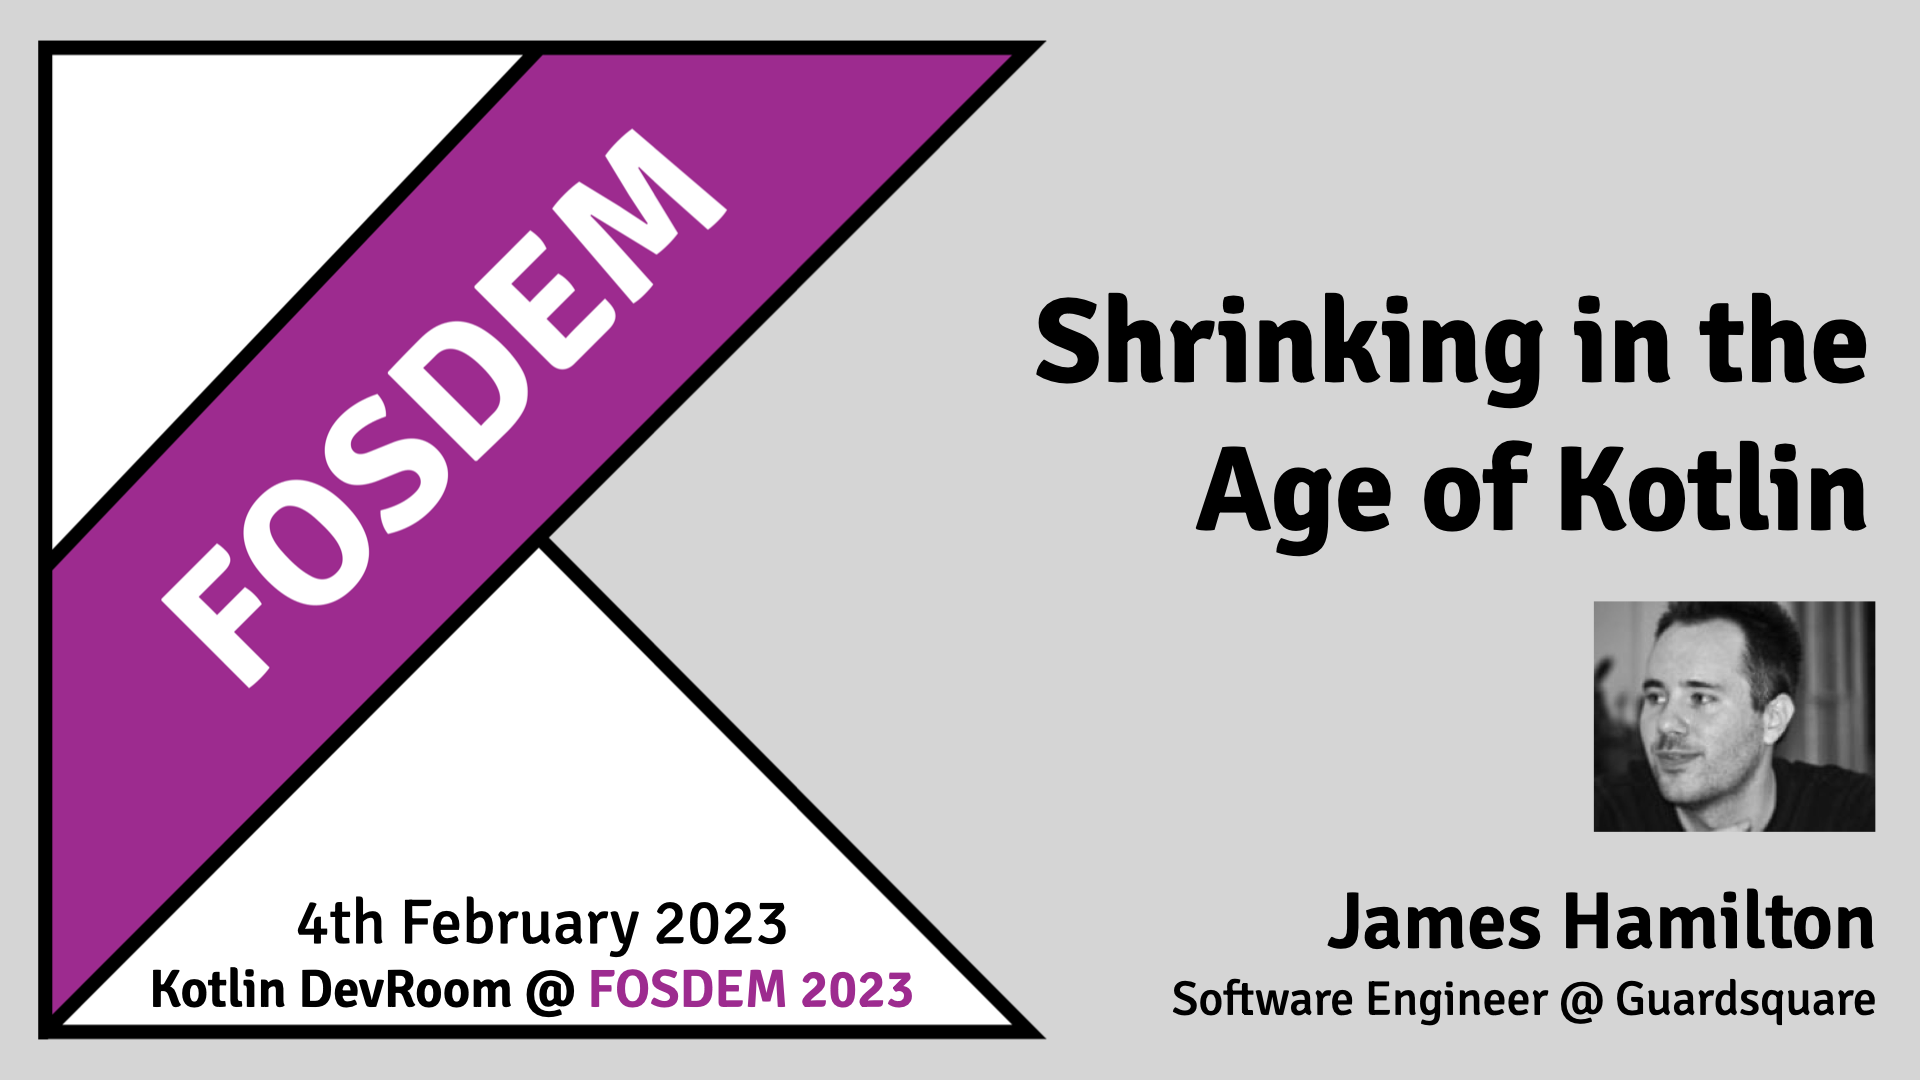 FOSDEM
Shrinking in the
Age of Kotlin
4th February 2023
Kotlin DevRoom @ FOSDEM 2023
James Hamilton
Software Engineer @ Guardsquare